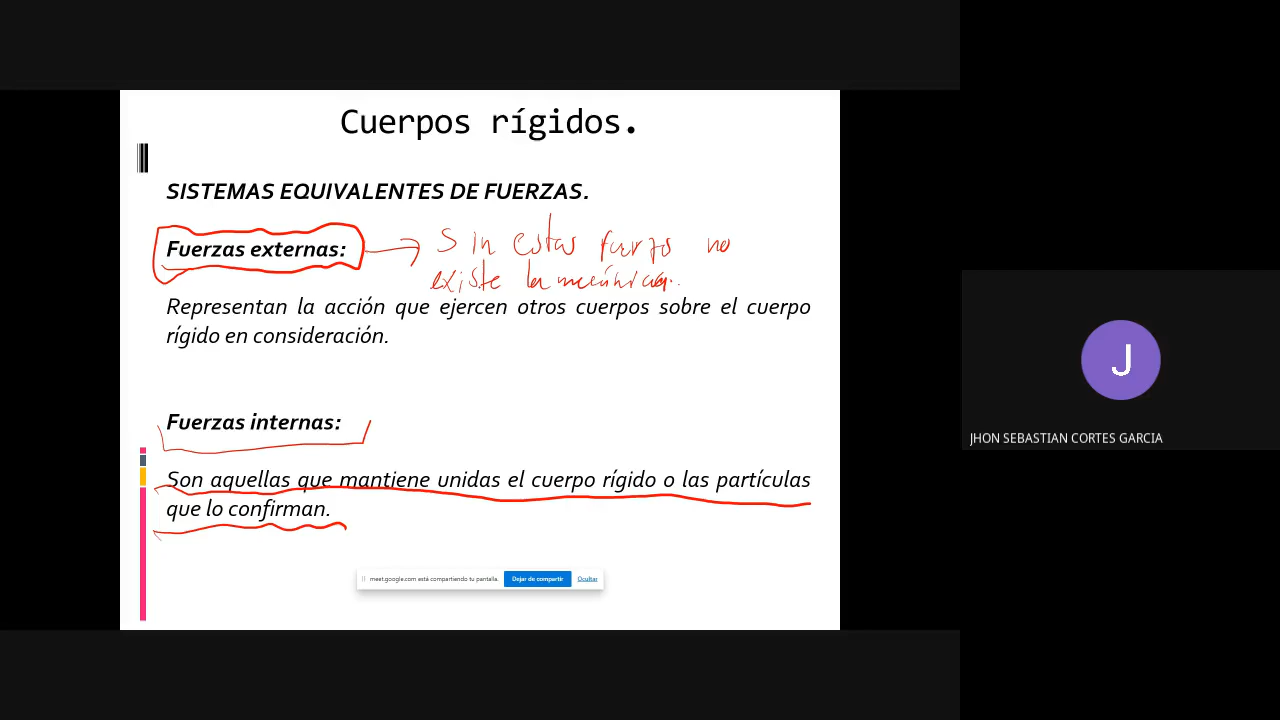 Cuerpos rígidos.
SISTEMAS EQUIVALENTES DE FUERZAS.
Fuerzas externas:
Sin estas fuerzas no
existe la mecánica.
Representan la acción que ejercen otros cuerpos sobre el cuerpo
rígido en consideración.
Fuerzas internas:
Son aquellas que mantiene unidas el cuerpo rígido o las partículas
que lo confirman.
meet.google.com está compartiendo tu pantalla.
Dejar de compartir
Ocultar
J
JHON SEBASTIAN CORTES GARCIA